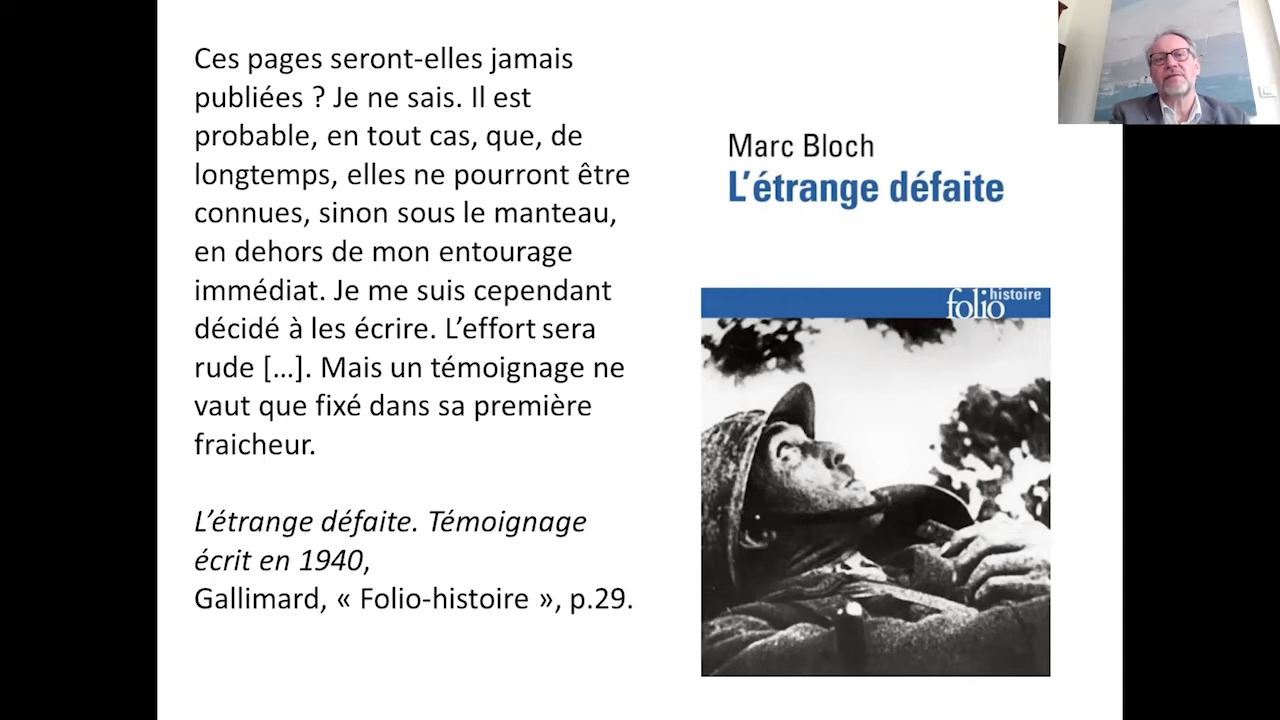 Ces pages seront-elles jamais
publiées ? Je ne sais. Il est
probable, en tout cas, que, de
longtemps, elles ne pourront être
connues, sinon sous le manteau,
en dehors de mon entourage
immédiat. Je me suis cependant
décidé à les écrire. L’effort sera
rude […]. Mais un témoignage ne
vaut que fixé dans sa première
fraicheur.
L’étrange défaite. Témoignage
écrit en 1940,
Gallimard, « Folio-histoire », p.29.
Marc Bloch
L’étrange défaite
folio histoire